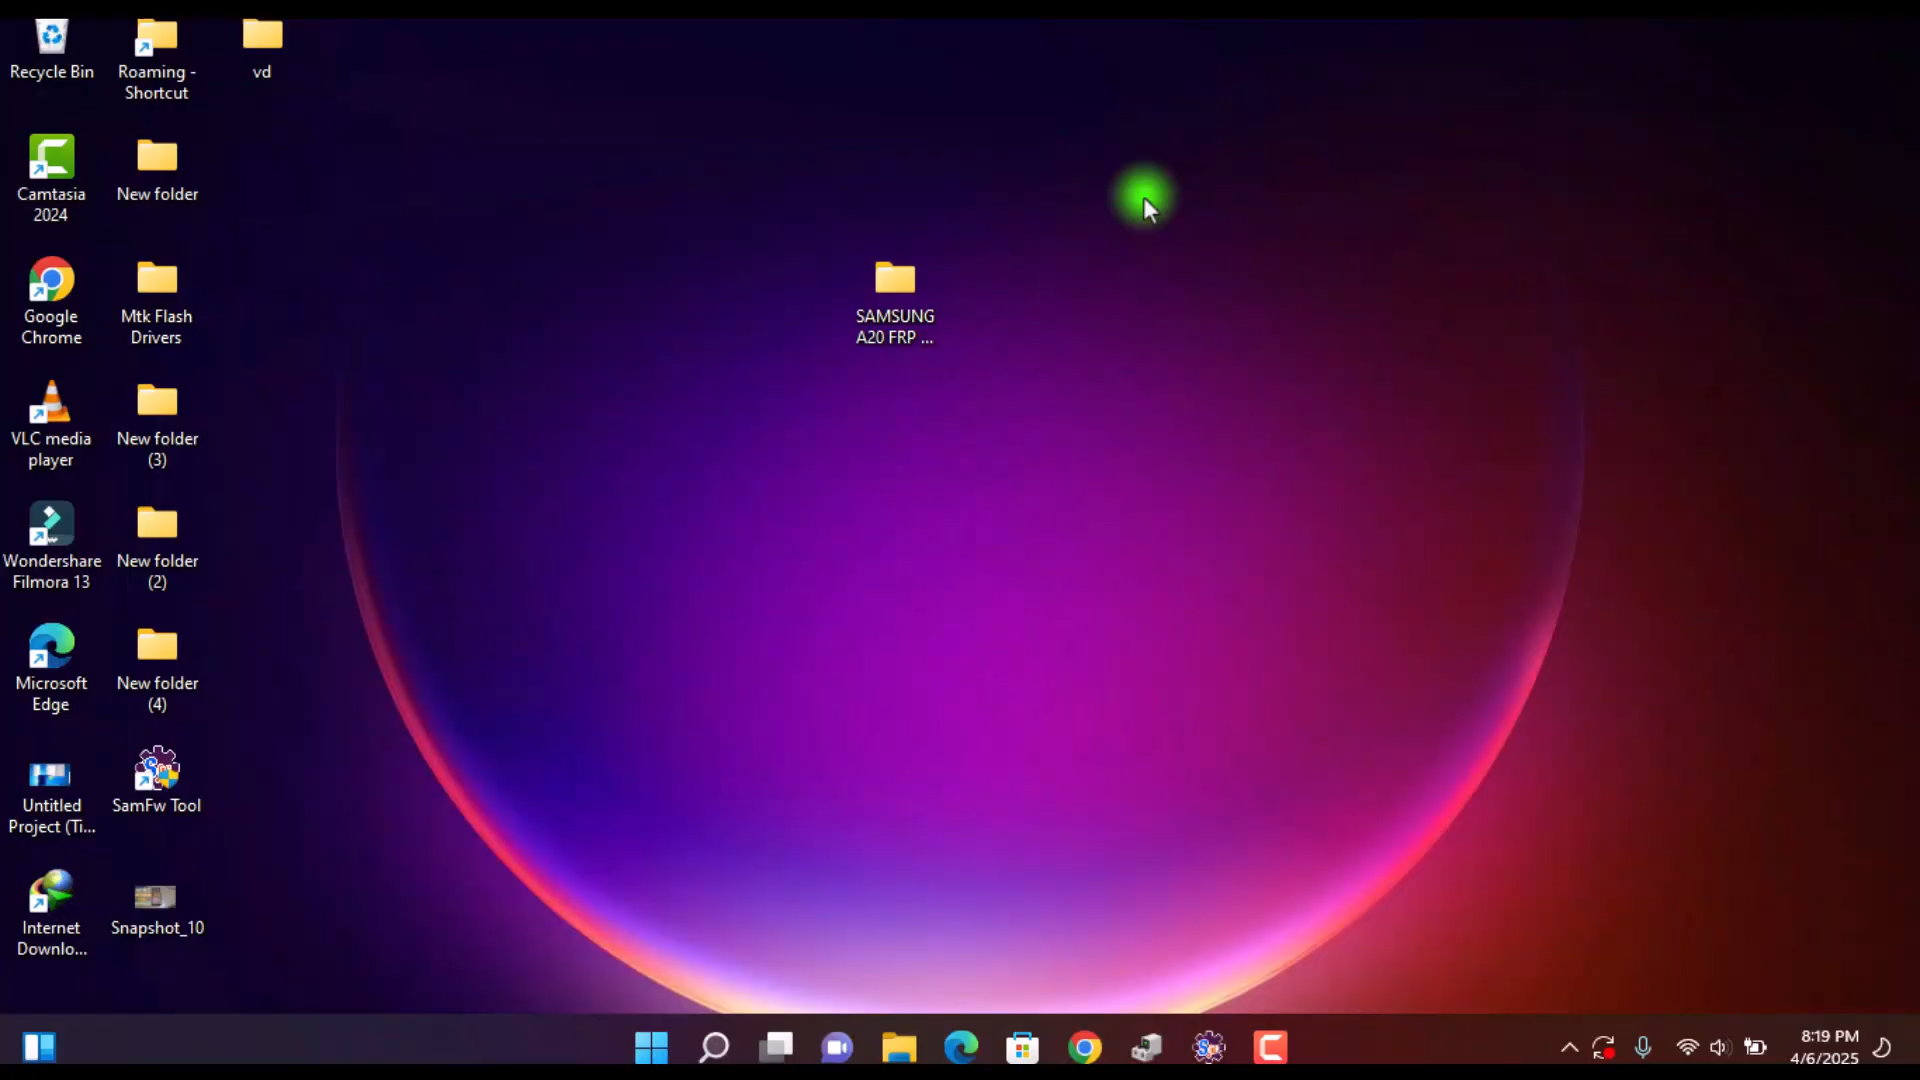 Recycle Bin
Roaming -
Shortcut
vd
Camtasia
2024
New folder
Google
Chrome
Mtk Flash
Drivers
SAMSUNG
A20 FRP ...
VLC media
player
New folder
(3)
Wondershare
Filmora 13
New folder
(2)
Microsoft
Edge
New folder
(4)
Untitled
Project (Ti...
SamFw Tool
Internet
Downlo...
Snapshot_10
8:19 PM
4/6/2025